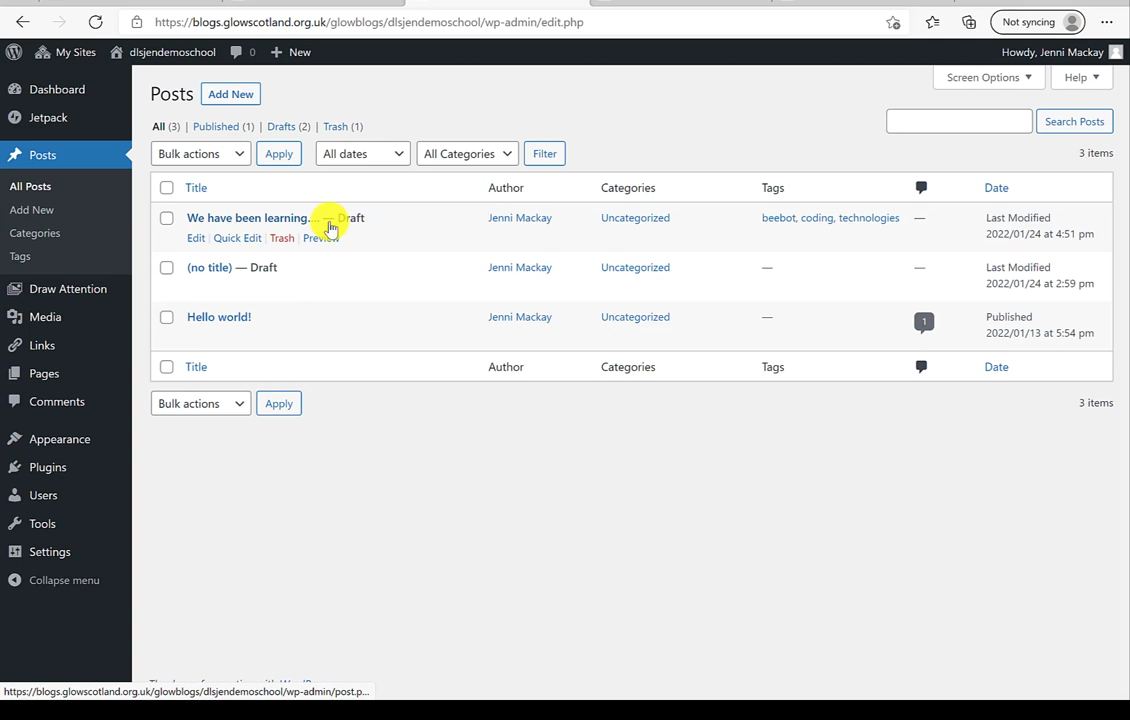 https://blogs.glowscotland.org.uk/glowblogs/dlsjendemoschool/wp-admin/edit.php
Not syncing
My Sites
dlsjendemoschool
0
New
Howdy, Jenni Mackay
Dashboard
Jetpack
Posts
All Posts
Add New
Categories
Tags
Draw Attention
Media
Links
Pages
Comments
Appearance
Plugins
Users
Tools
Settings
Collapse menu
Screen Options
Help
Posts
Add New
All (3) | Published (1) | Drafts (2) | Trash (1)
Search Posts
Bulk actions
Apply
All dates
All Categories
Filter
3 items
Title Author Categories Tags Date
We have been learning.... — Draft Jenni Mackay Uncategorized beebot, coding, technologies — Last Modified
2022/01/24 at 4:51 pm
Edit | Quick Edit | Trash | Preview
(no title) — Draft Jenni Mackay Uncategorized — — Last Modified
2022/01/24 at 2:59 pm
Hello world! Jenni Mackay Uncategorized — 1 Published
2022/01/13 at 5:54 pm
Title Author Categories Tags Date
Bulk actions
Apply
3 items
https://blogs.glowscotland.org.uk/glowblogs/dlsjendemoschool/wp-admin/post.p...